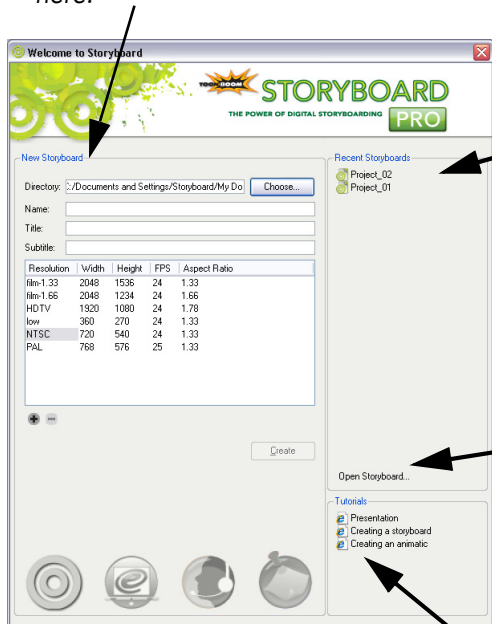 here.
Welcome to Storyboard
TOON BOOM
STORYBOARD
THE POWER OF DIGITAL STORYBOARDING
PRO
New Storyboard
Directory: C:/Documents and Settings/Storyboard/My Do Choose...
Name:
Title:
Subtitle:
Resolution Width Height FPS Aspect Ratio
film-1.33 2048 1536 24 1.33
film-1.66 2048 1234 24 1.66
HDTV 1920 1080 24 1.78
low 360 270 24 1.33
NTSC 720 540 24 1.33
PAL 768 576 25 1.33
Create
Recent Storyboards
Project_02
Project_01
Open Storyboard...
Tutorials
Presentation
Creating a storyboard
Creating an animatic